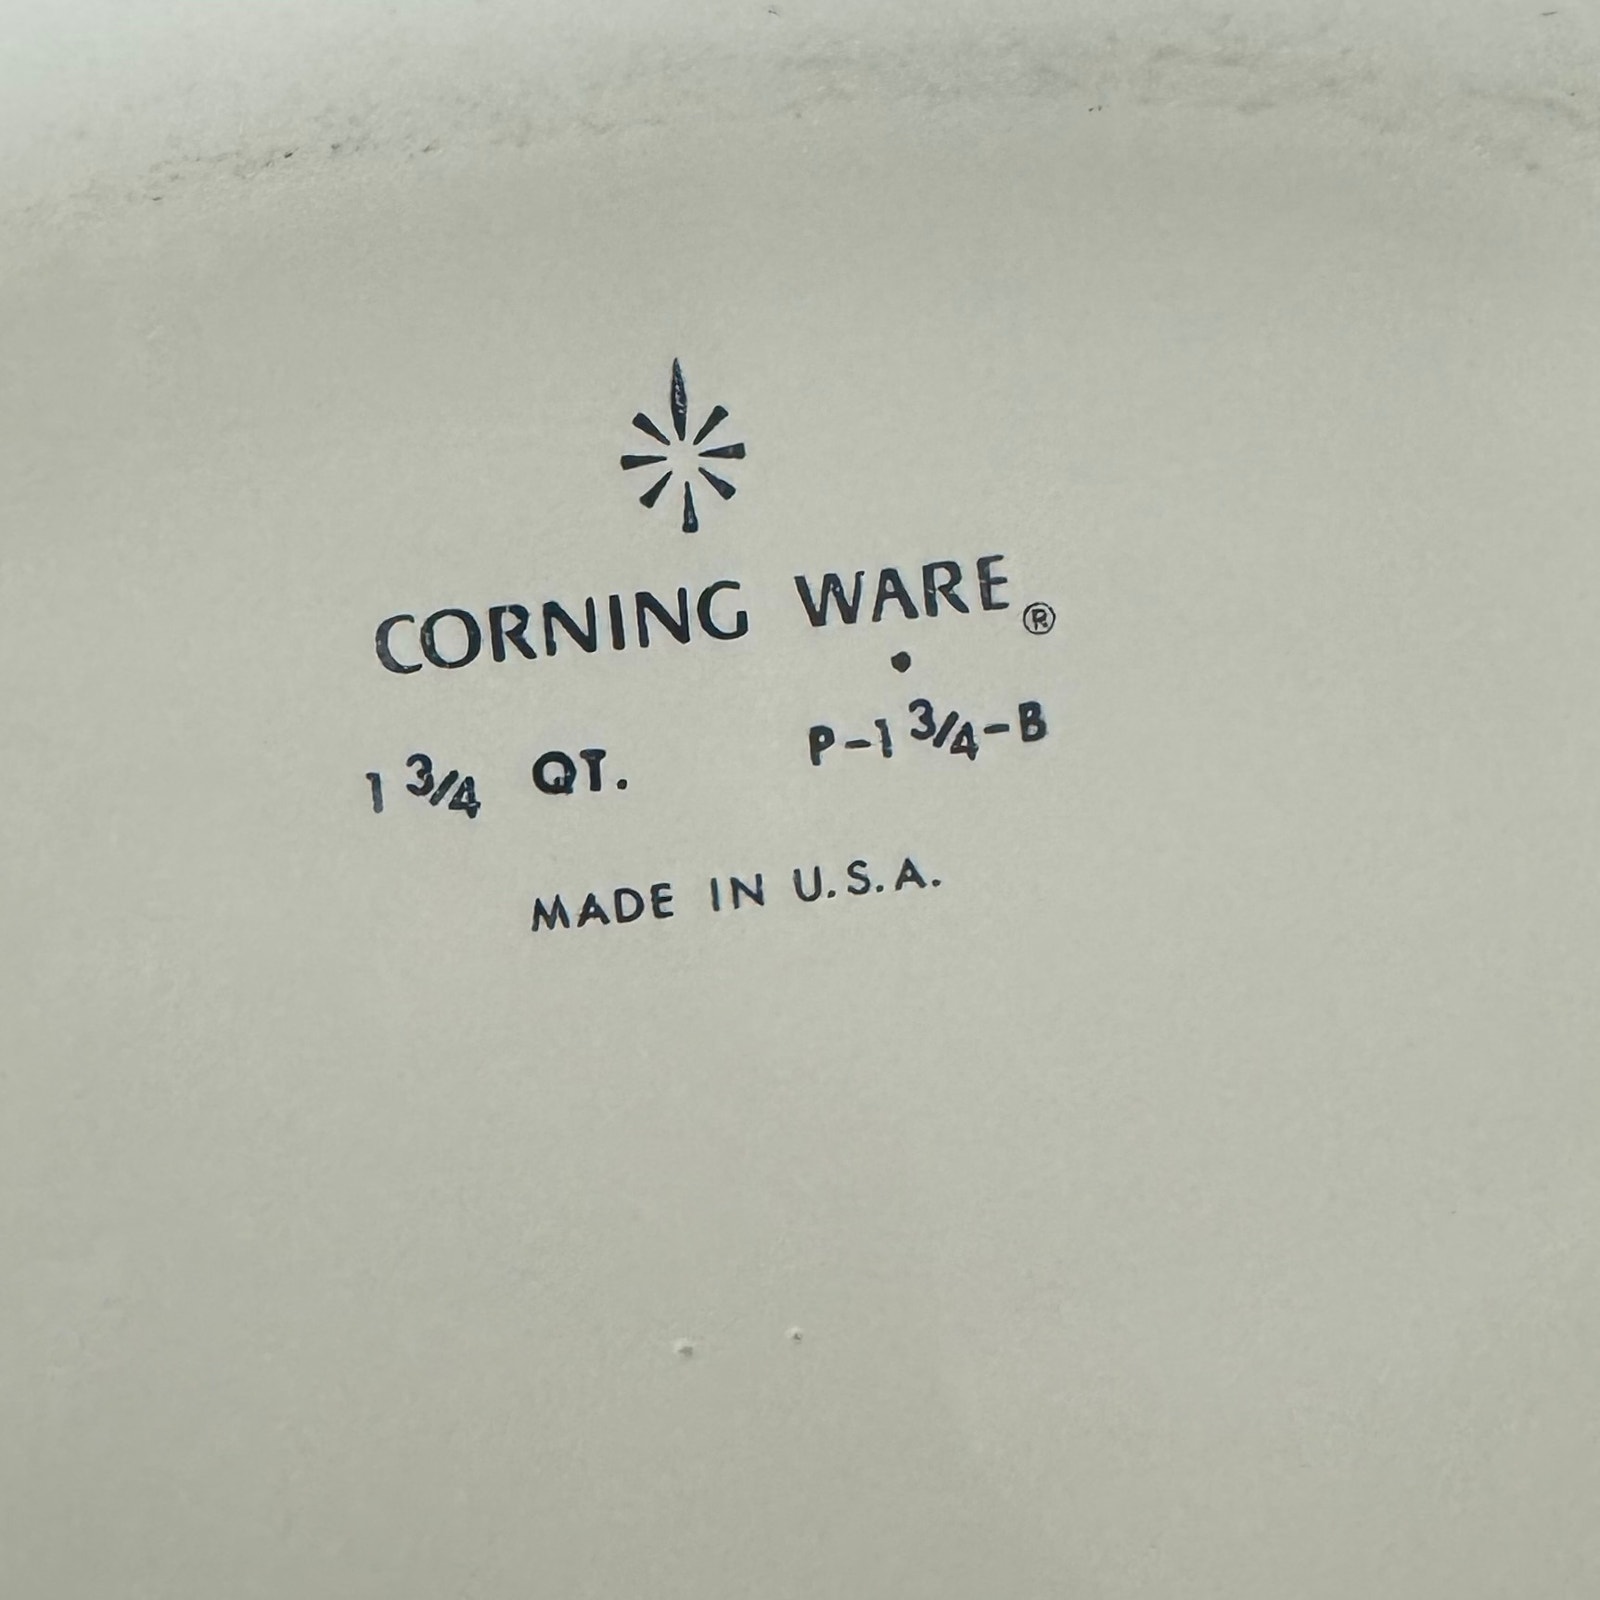 CORNING WARE®
1 3/4 QT. P-1 3/4-B
MADE IN U.S.A.